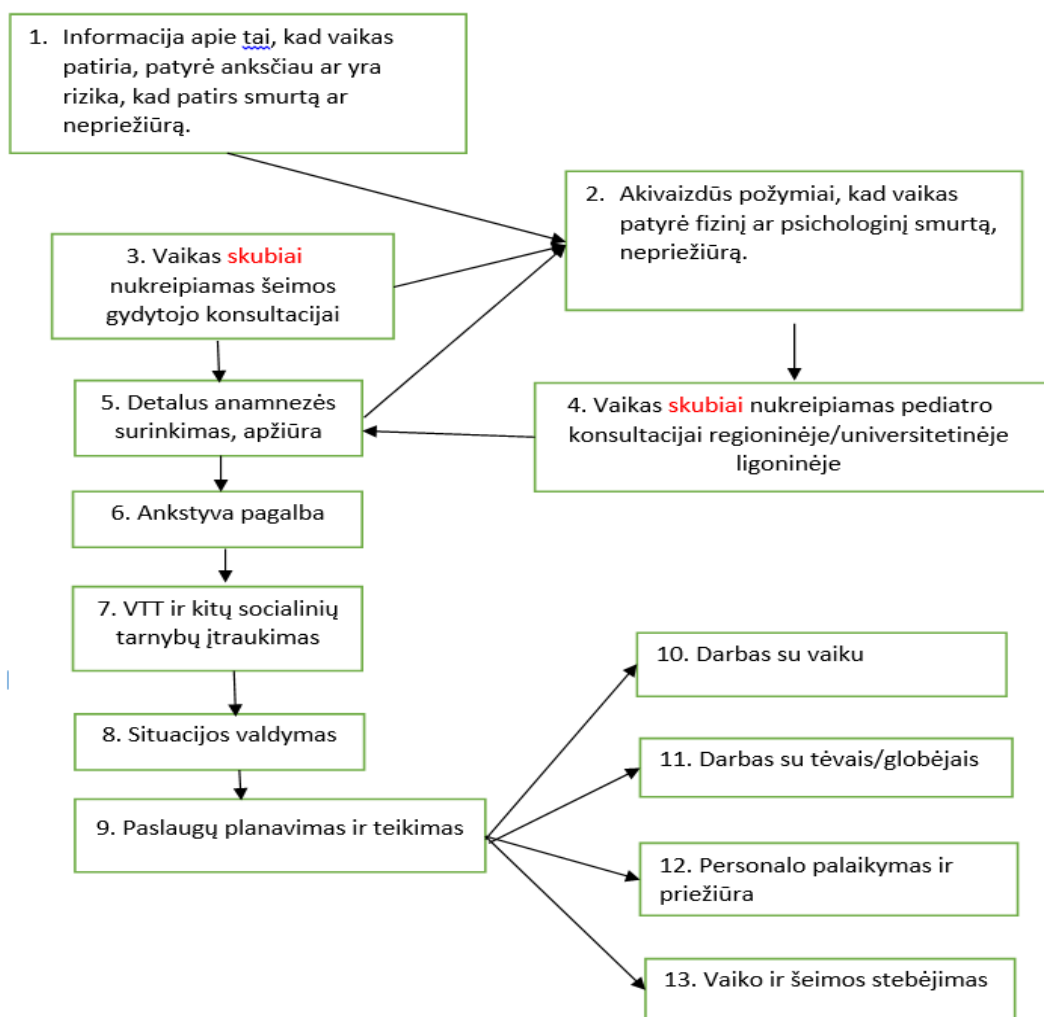 1. Informacija apie tai, kad vaikas
patiria, patyrė anksčiau ar yra
rizika, kad patirs smurtą ar
nepriežiūrą.
2. Akivaizdūs požymiai, kad vaikas
patyrė fizinį ar psichologinį smurtą,
nepriežiūrą.
3. Vaikas skubiai
nukreipiamas šeimos
gydytojo konsultacijai
4. Vaikas skubiai nukreipiamas pediatro
konsultacijai regioninėje/universitetinėje
ligoninėje
5. Detalus anamnezės
surinkimas, apžiūra
6. Ankstyva pagalba
7. VTT ir kitų socialinių
tarnybų įtraukimas
8. Situacijos valdymas
9. Paslaugų planavimas ir teikimas
10. Darbas su vaiku
11. Darbas su tėvais/globėjais
12. Personalo palaikymas ir
priežiūra
13. Vaiko ir šeimos stebėjimas